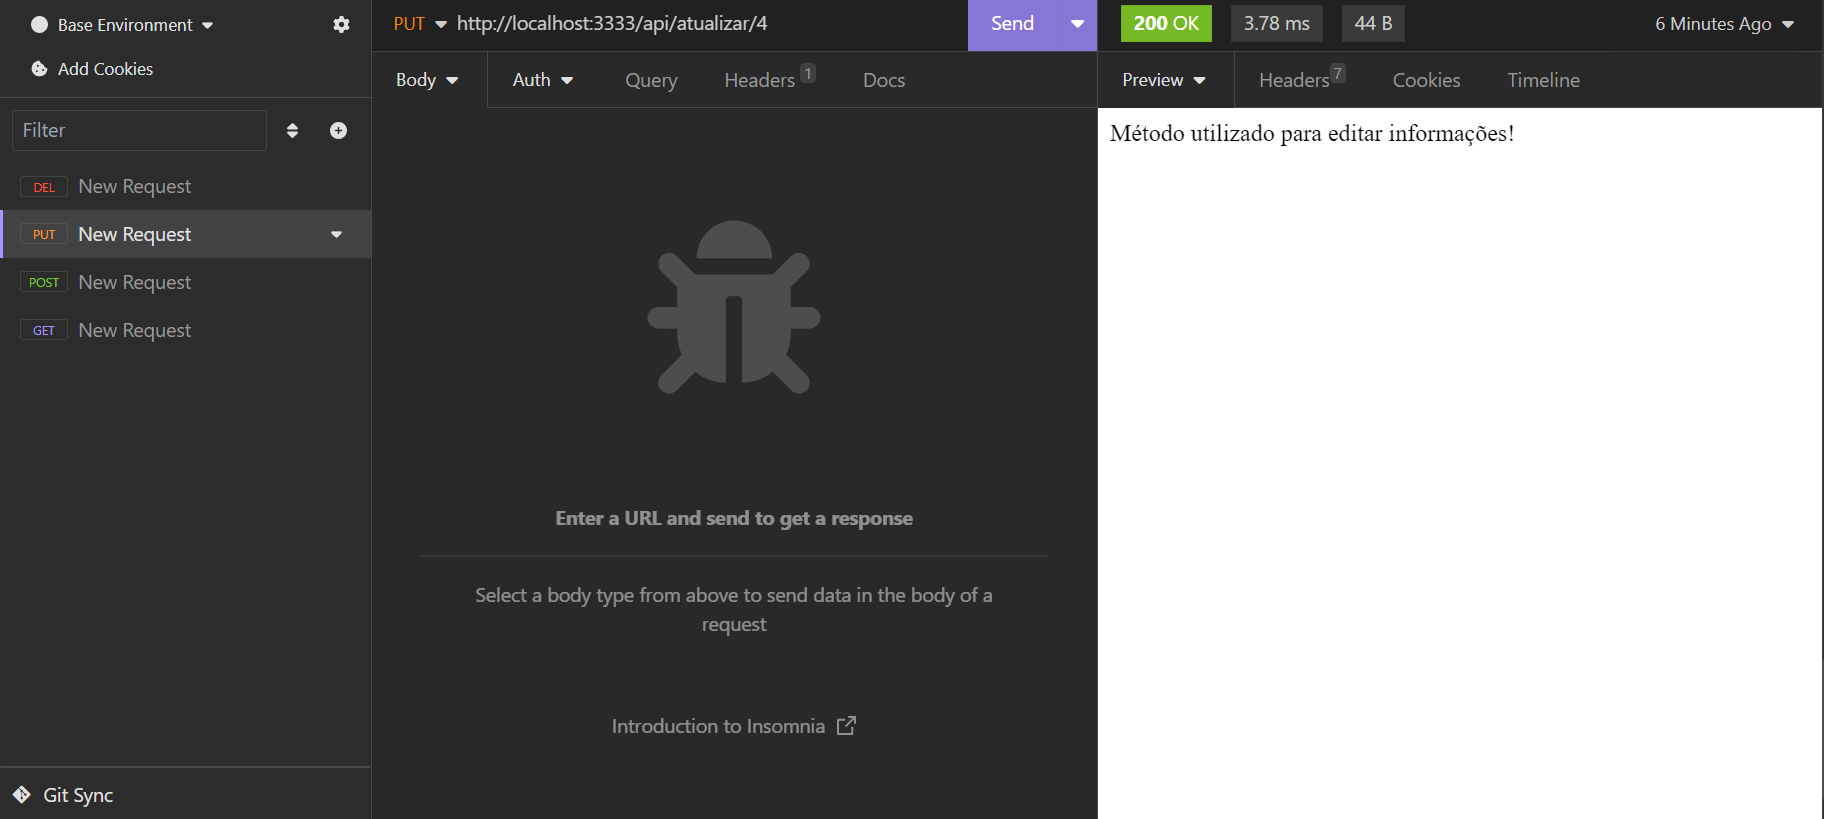 Base Environment
Add Cookies
Filter
DEL New Request
PUT New Request
POST New Request
GET New Request
Git Sync
PUT http://localhost:3333/api/atualizar/4 Send
Body Auth Query Headers 1 Docs
Enter a URL and send to get a response
Select a body type from above to send data in the body of a
request
Introduction to Insomnia
200 OK 3.78 ms 44 B 6 Minutes Ago
Preview Headers 7 Cookies Timeline
Método utilizado para editar informações!